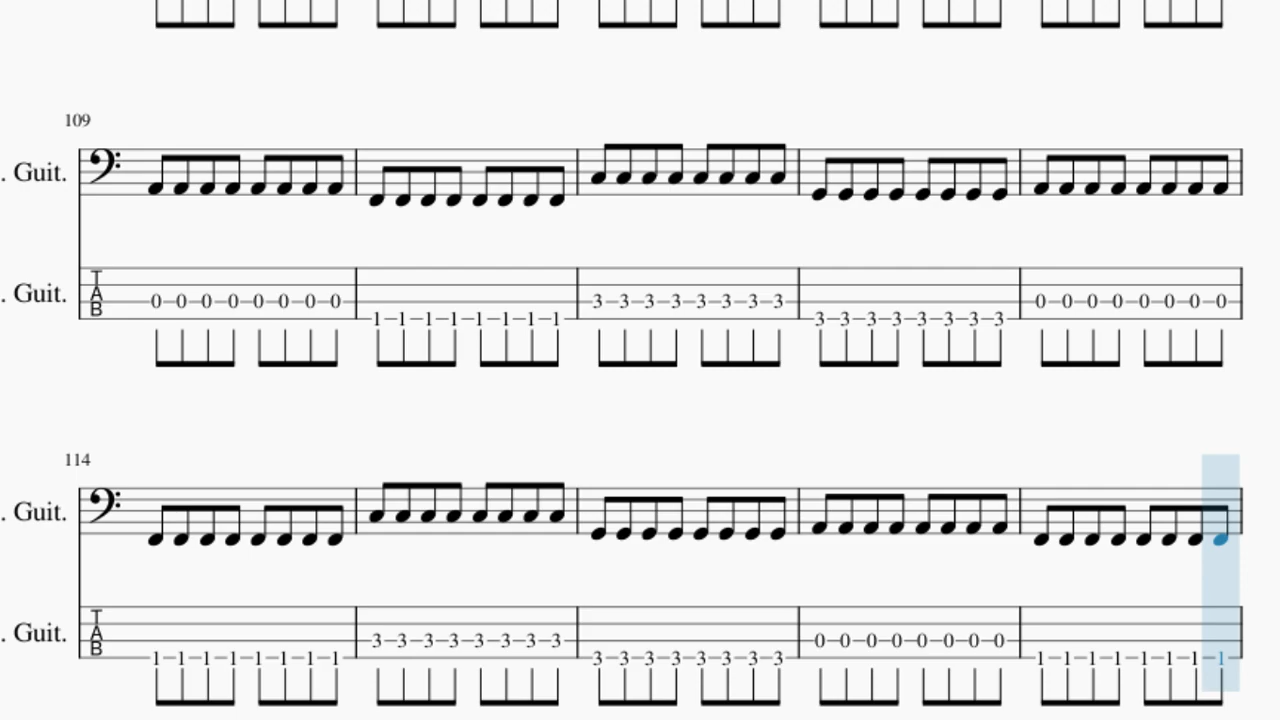 109
. Guit.
T
. Guit. A 0 0 0 0 0 0 0 0 3 3 3 3 3 3 3 3 0 0 0 0 0 0 0 0
B 1 1 1 1 1 1 1 1 3 3 3 3 3 3 3 3
114
. Guit.
T
. Guit. A 3 3 3 3 3 3 3 3 0 0 0 0 0 0 0 0
B 1 1 1 1 1 1 1 1 3 3 3 3 3 3 3 3 1 1 1 1 1 1 1 1